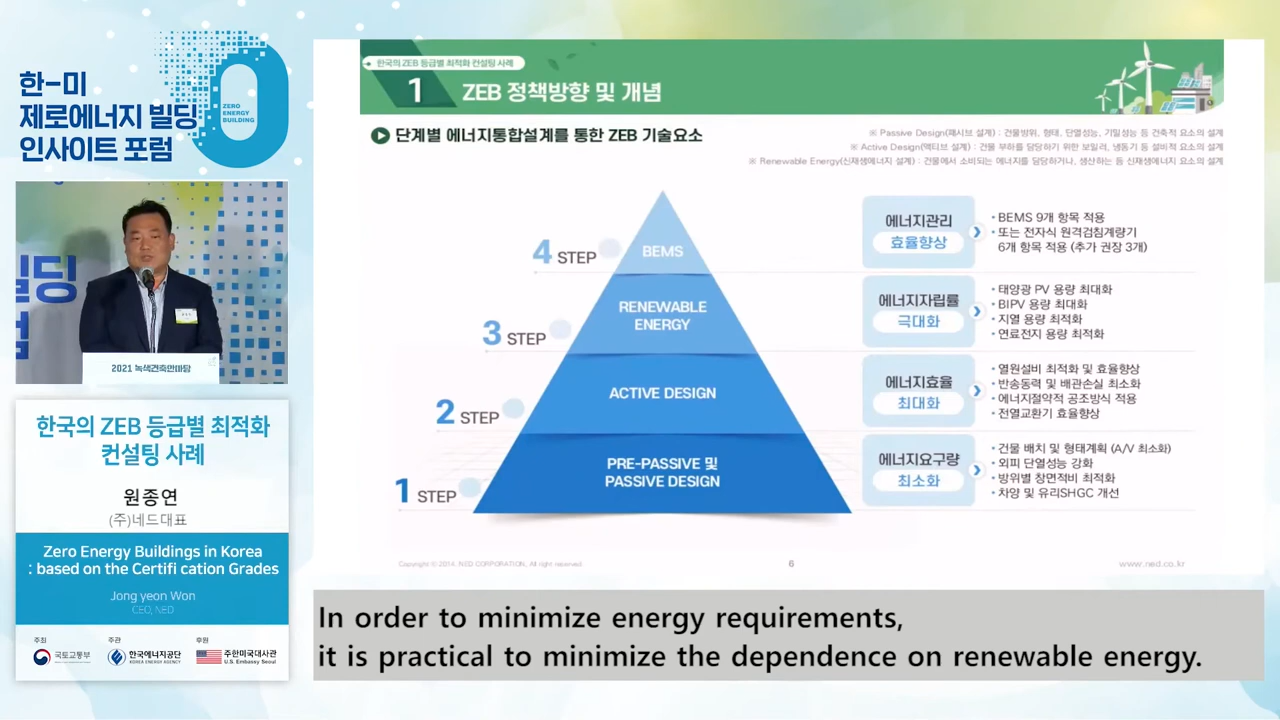 한-미
제로에너지 빌딩
인사이트 포럼
ZERO
ENERGY
BUILDING
2021 녹색건축한마당
한국의 ZEB 등급별 최적화
컨설팅 사례
원종연
(주)네드대표
Zero Energy Buildings in Korea
: based on the Certifi cation Grades
Jong yeon Won
CEO, NED
주최
국토교통부
주관
한국에너지공단
KOREA ENERGY AGENCY
후원
주한미국대사관
U.S. Embassy Seoul
한국의 ZEB 등급별 최적화 컨설팅 사례
1 ZEB 정책방향 및 개념
단계별 에너지통합설계를 통한 ZEB 기술요소
※ Passive Design(패시브 설계) : 건물방위, 형태, 단열성능, 기밀성능 등 건축적 요소의 설계
※ Active Design(액티브 설계) : 건물 부하를 담당하기 위한 보일러, 냉동기 등 설비적 요소의 설계
※ Renewable Energy(신재생에너지 설계) : 건물에서 소비되는 에너지를 담당하거나, 생산하는 등 신재생에너지 요소의 설계
4 STEP
BEMS
에너지관리
효율향상
• BEMS 9개 항목 적용
• 또는 전자식 원격검침계량기
6개 항목 적용 (추가 권장 3개)
3 STEP
RENEWABLE
ENERGY
에너지자립률
극대화
• 태양광 PV 용량 최대화
• BIPV 용량 최대화
• 지열 용량 최적화
• 연료전지 용량 최적화
2 STEP
ACTIVE DESIGN
에너지효율
최대화
• 열원설비 최적화 및 효율향상
• 반송동력 및 배관손실 최소화
• 에너지절약적 공조방식 적용
• 전열교환기 효율향상
1 STEP
PRE-PASSIVE 및
PASSIVE DESIGN
에너지요구량
최소화
• 건물 배치 및 형태계획 (A/V 최소화)
• 외피 단열성능 강화
• 방위별 창면적비 최적화
• 차양 및 유리SHGC 개선
Copyright © 2014. NED CORPORATION, All right reserved
6
www.ned.co.kr
In order to minimize energy requirements,
it is practical to minimize the dependence on renewable energy.